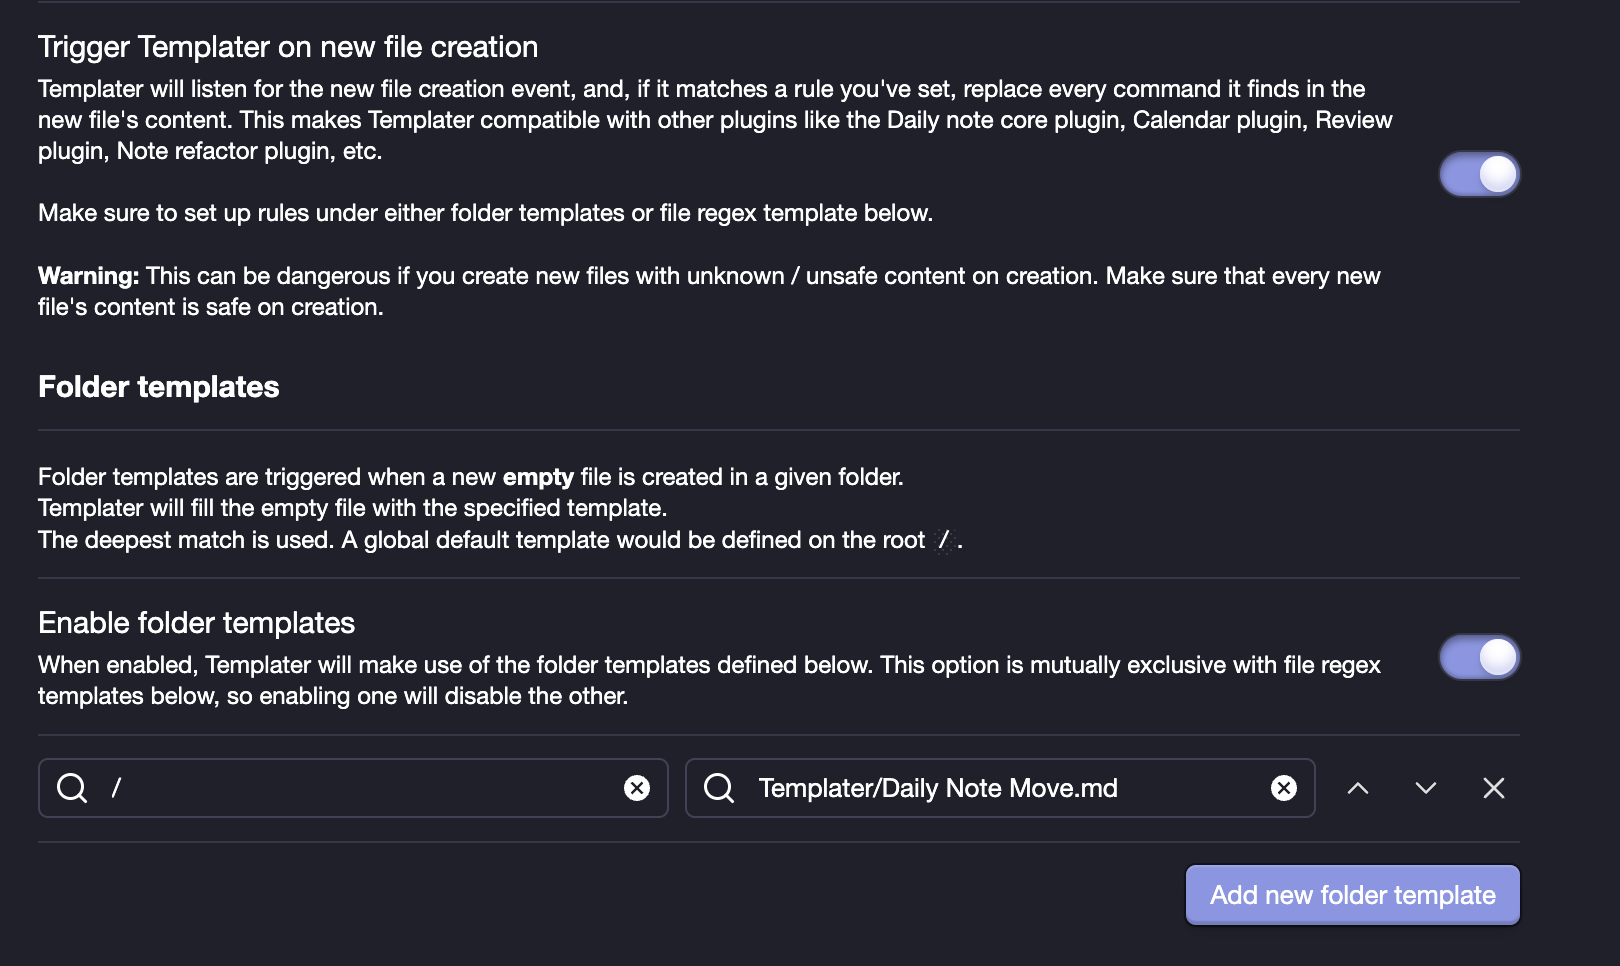 Trigger Templater on new file creation
Templater will listen for the new file creation event, and, if it matches a rule you've set, replace every command it finds in the
new file's content. This makes Templater compatible with other plugins like the Daily note core plugin, Calendar plugin, Review
plugin, Note refactor plugin, etc.
Make sure to set up rules under either folder templates or file regex template below.
Warning: This can be dangerous if you create new files with unknown / unsafe content on creation. Make sure that every new
file's content is safe on creation.
Folder templates
Folder templates are triggered when a new empty file is created in a given folder.
Templater will fill the empty file with the specified template.
The deepest match is used. A global default template would be defined on the root / .
Enable folder templates
When enabled, Templater will make use of the folder templates defined below. This option is mutually exclusive with file regex
templates below, so enabling one will disable the other.
/ Templater/Daily Note Move.md
Add new folder template